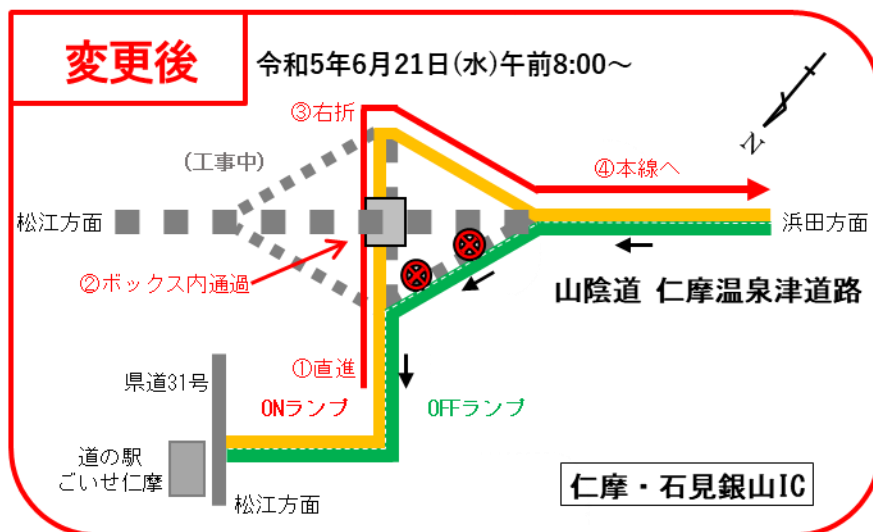 変更後
令和5年6月21日(水)午前8:00～
③右折
(工事中)
N
④本線へ
松江方面
浜田方面
②ボックス内通過
山陰道 仁摩温泉津道路
①直進
県道31号
ONランプ
OFFランプ
道の駅
ごいせ仁摩
松江方面
仁摩・石見銀山IC